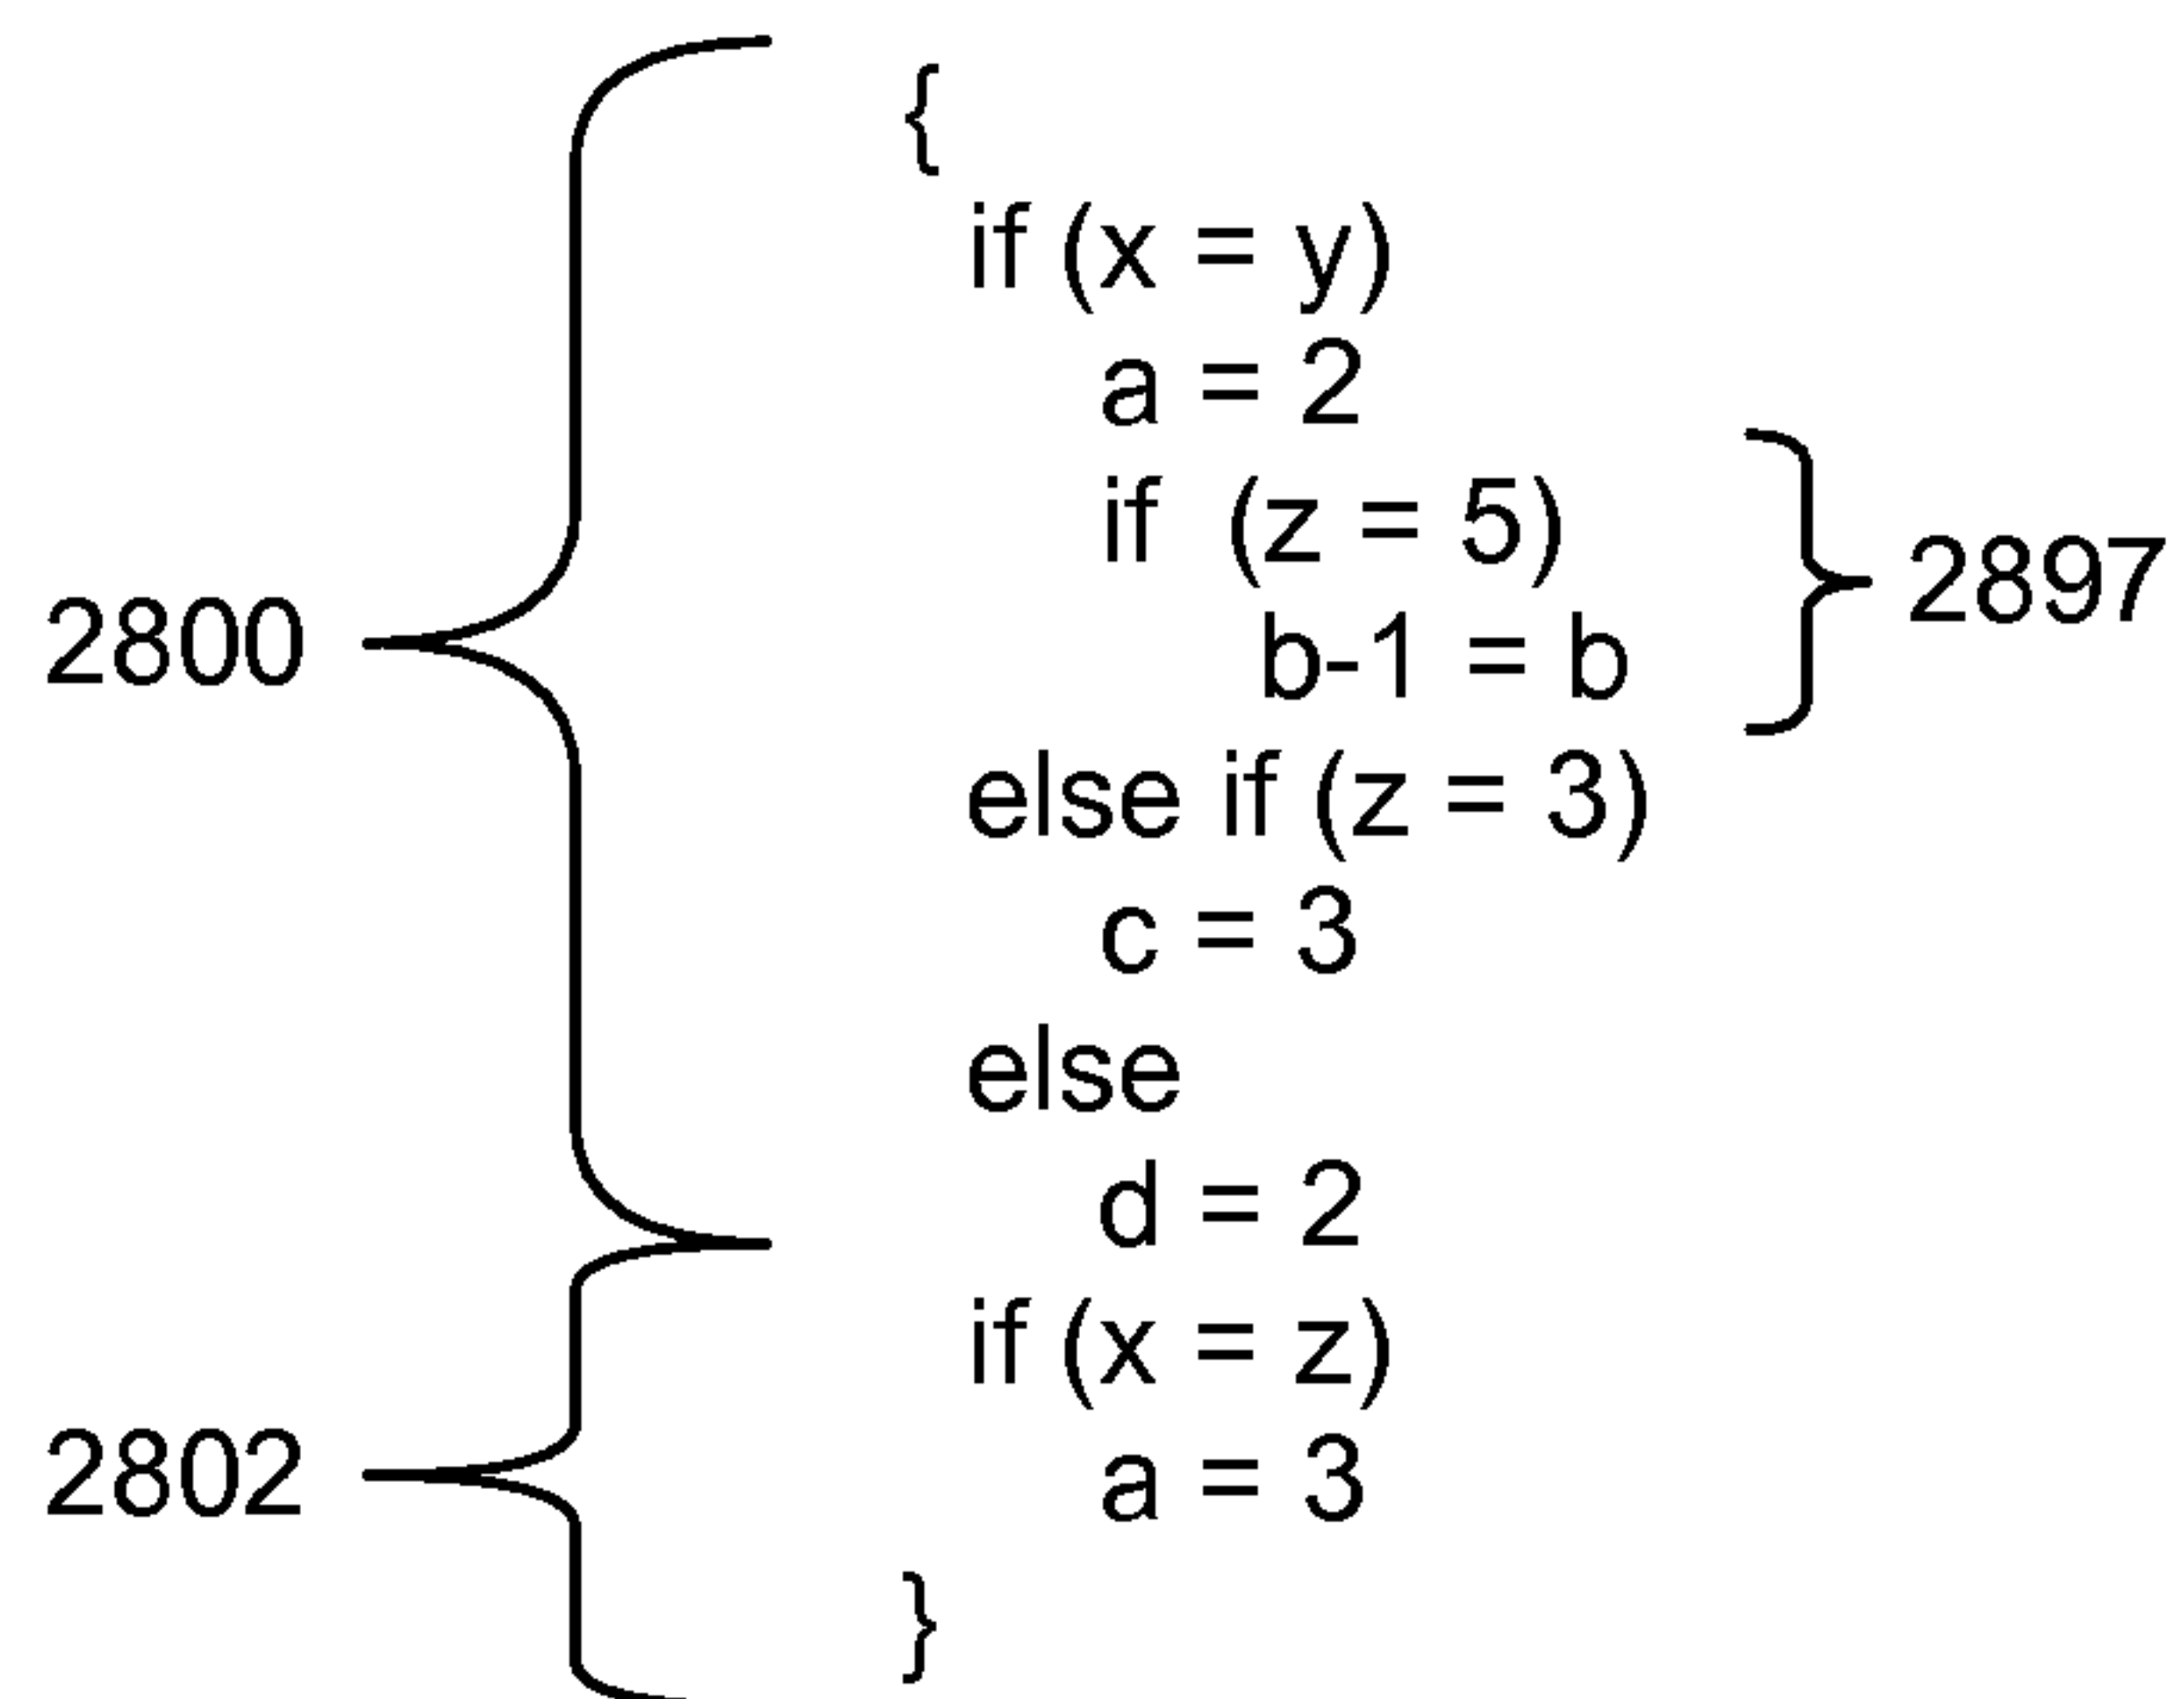 {
if (x = y)
a = 2
if (z = 5)
2897
2800
b-1 = b
else if (z = 3)
c = 3
else
d = 2
if (x = z)
2802
a = 3
}